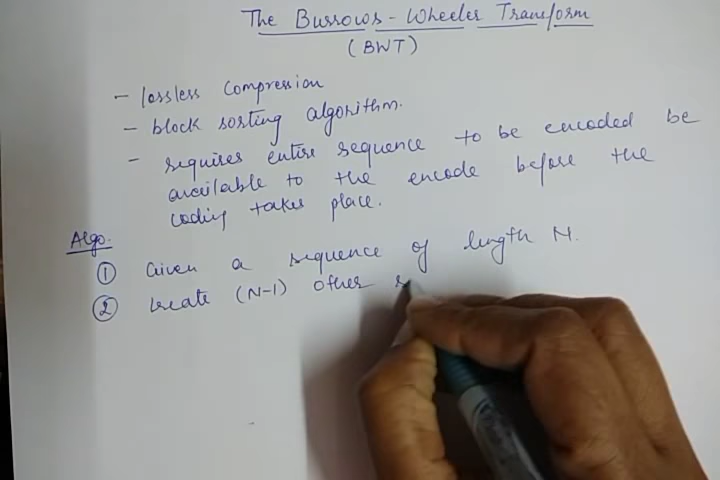 The Burrows-Wheeler Transform
(BWT)
- lossless compression
- block sorting algorithm.
- requires entire sequence to be encoded be
available to the encode before the
coding takes place.
Algo.
① Given a sequence of length N.
② Create (N-1) other s